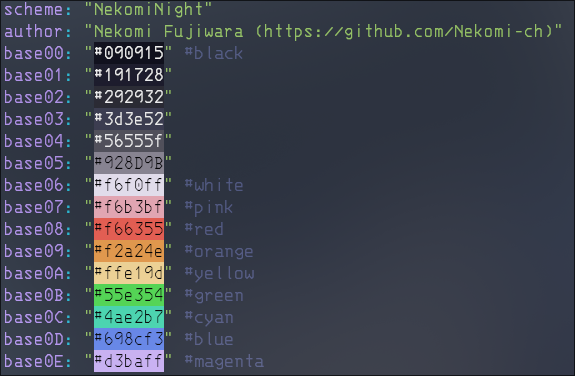 scheme: "NekomiNight"
author: "Nekomi Fujiwara (https://github.com/Nekomi-ch)"
base00: "#090915" #black
base01: "#191728"
base02: "#292932"
base03: "#3d3e52"
base04: "#56555f"
base05: "#928D9B"
base06: "#f6f0ff" #white
base07: "#f6b3bf" #pink
base08: "#f66355" #red
base09: "#f2a24e" #orange
base0A: "#ffe19d" #yellow
base0B: "#55e354" #green
base0C: "#4ae2b7" #cyan
base0D: "#698cf3" #blue
base0E: "#d3baff" #magenta